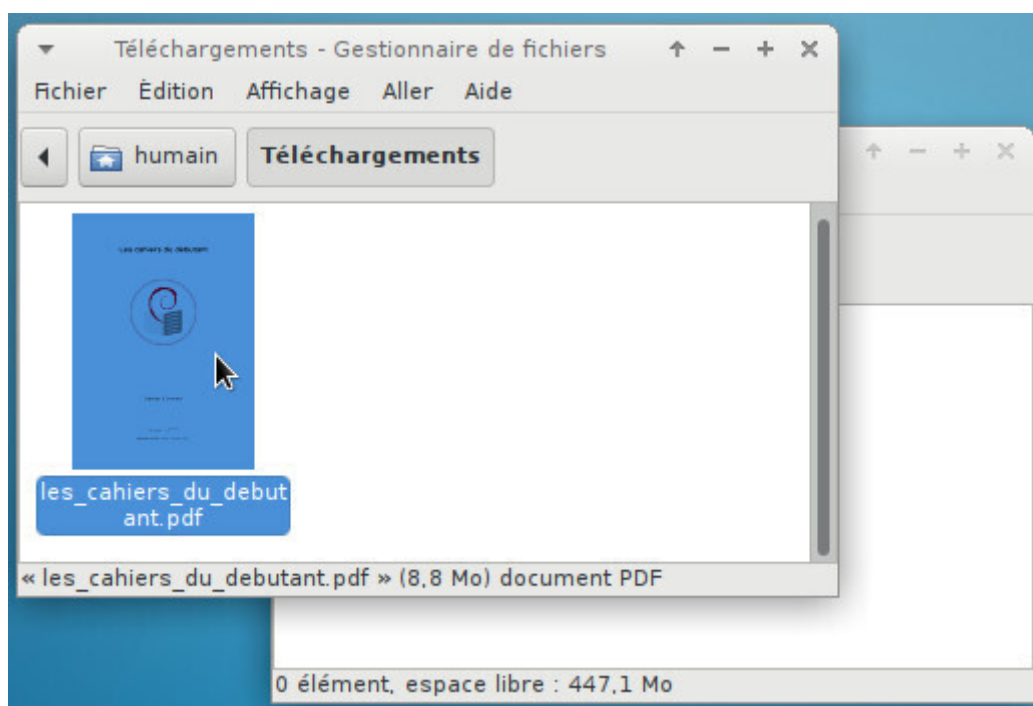 Téléchargements - Gestionnaire de fichiers
Fichier Édition Affichage Aller Aide
humain Téléchargements
Les cahiers du debutant
les_cahiers_du_debut
ant.pdf
« les_cahiers_du_debutant.pdf » (8,8 Mo) document PDF
0 élément, espace libre : 447,1 Mo